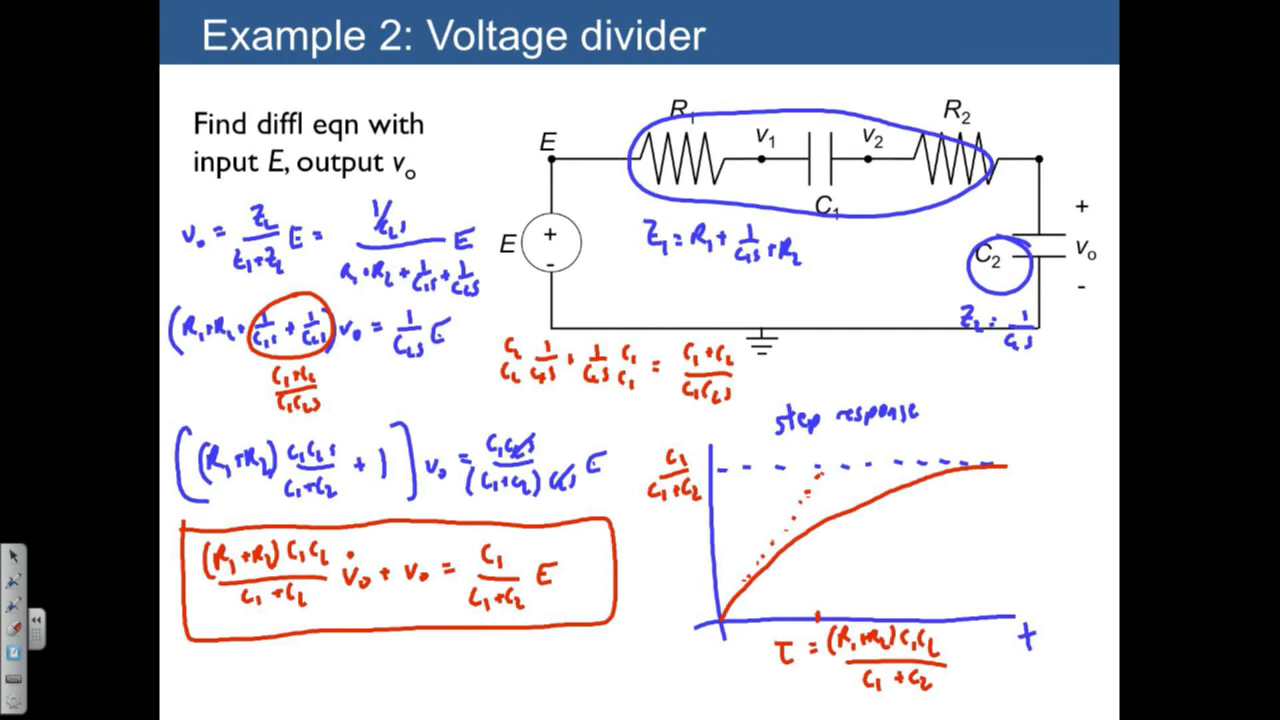 Example 2: Voltage divider
Find diffl eqn with
input E, output vₒ
E
R₁
v₁
C₁
v₂
R₂
E
+
-
C₂
+
vₒ
-
Z₁ = R₁ + 1/C₁s + R₂
Z₂ = 1/C₂s
vₒ = Z₂/(Z₁+Z₂) E = (1/C₂s)/(R₁+R₂+1/C₁s+1/C₂s) E
(R₁+R₂+1/C₁s+1/C₂s) vₒ = 1/C₂s E
(C₁+C₂)/(C₁C₂s)
C₂/C₂ 1/C₁s + 1/C₂s C₁/C₁ = (C₁+C₂)/(C₁C₂s)
[(R₁+R₂) C₁C₂s/(C₁+C₂) + 1] vₒ = C₁C₂s/((C₁+C₂) C₂s) E
(R₁+R₂)C₁C₂/(C₁+C₂) v̇ₒ + vₒ = C₁/(C₁+C₂) E
step response
C₁/(C₁+C₂)
t
τ = (R₁+R₂)C₁C₂/(C₁+C₂)